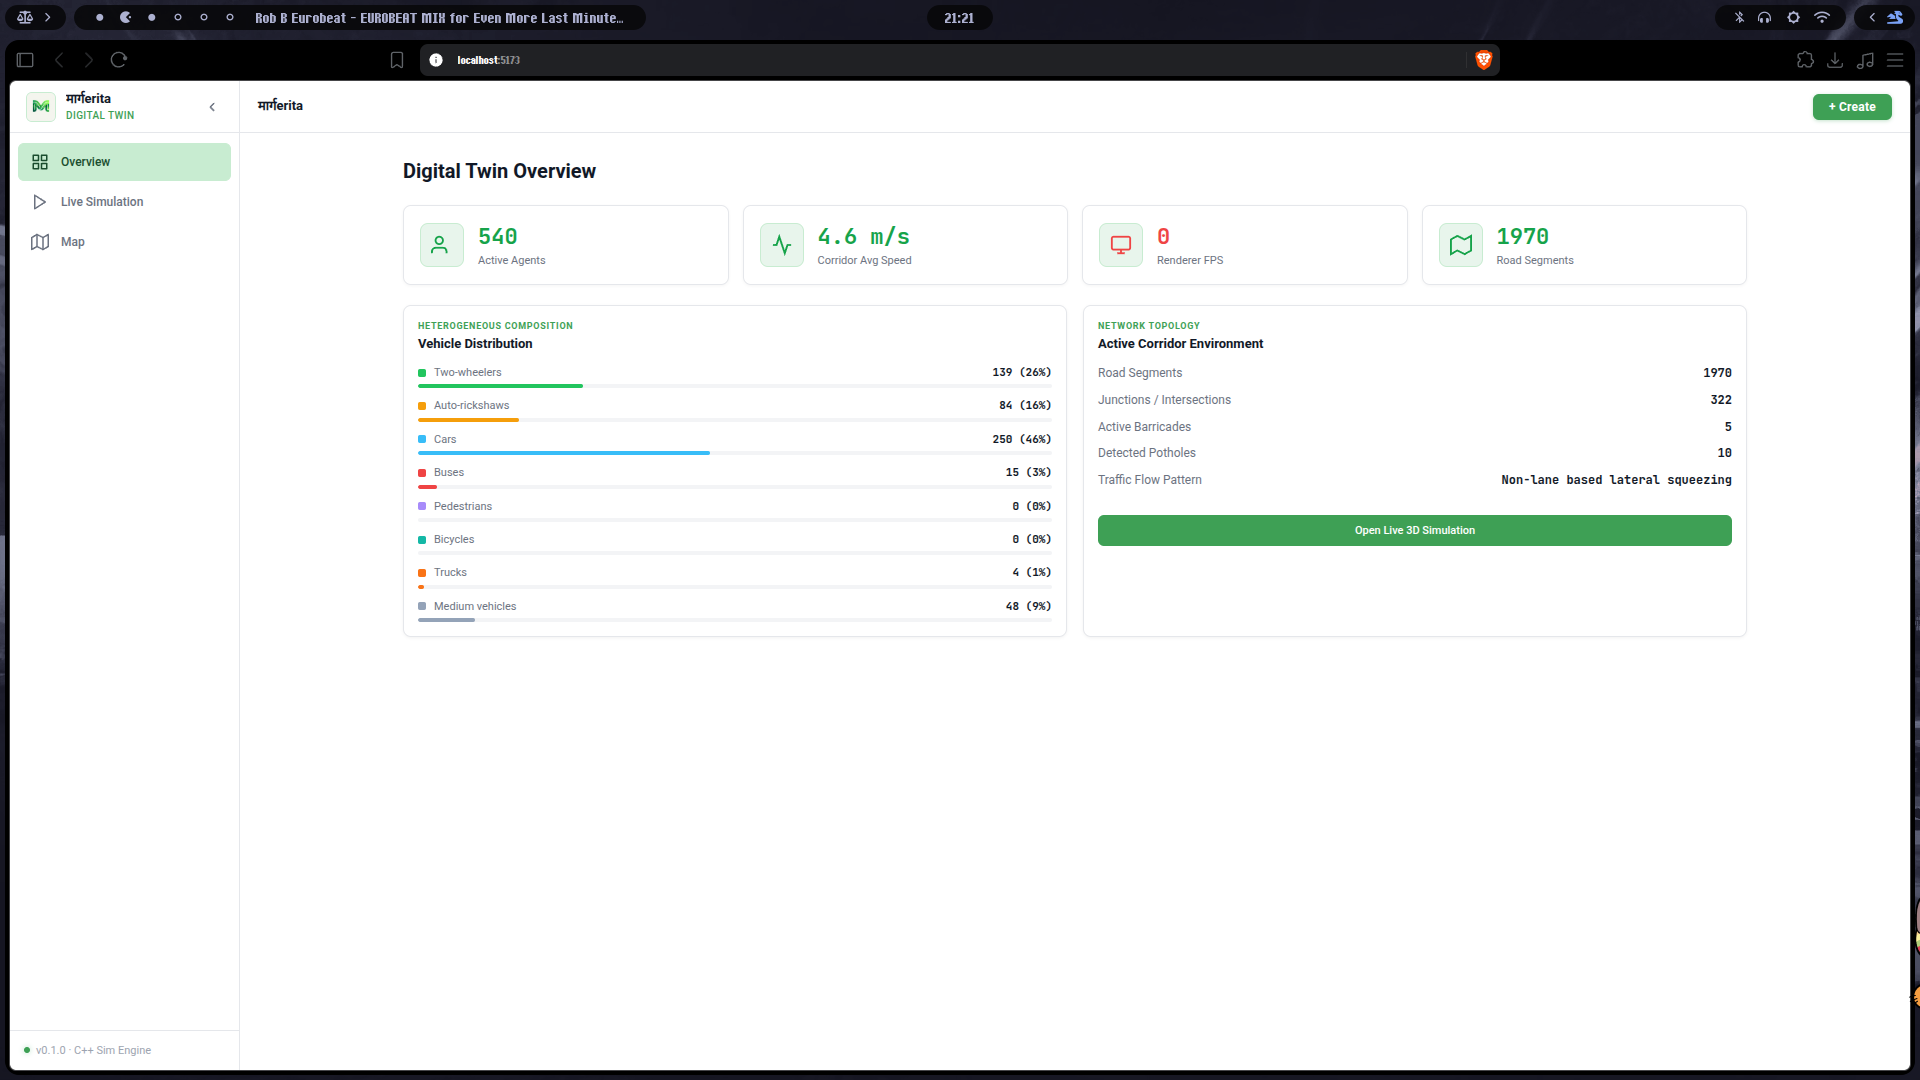 Rob B Eurobeat - EUROBEAT MIX for Even More Last Minute…
21:21
localhost:5173
मार्गerita
DIGITAL TWIN
मार्गerita
+ Create
Overview
Live Simulation
Map
Digital Twin Overview
540
Active Agents
4.6 m/s
Corridor Avg Speed
0
Renderer FPS
1970
Road Segments
HETEROGENEOUS COMPOSITION
Vehicle Distribution
Two-wheelers 139 (26%)
Auto-rickshaws 84 (16%)
Cars 250 (46%)
Buses 15 (3%)
Pedestrians 0 (0%)
Bicycles 0 (0%)
Trucks 4 (1%)
Medium vehicles 48 (9%)
NETWORK TOPOLOGY
Active Corridor Environment
Road Segments 1970
Junctions / Intersections 322
Active Barricades 5
Detected Potholes 10
Traffic Flow Pattern Non-lane based lateral squeezing
Open Live 3D Simulation
v0.1.0 · C++ Sim Engine